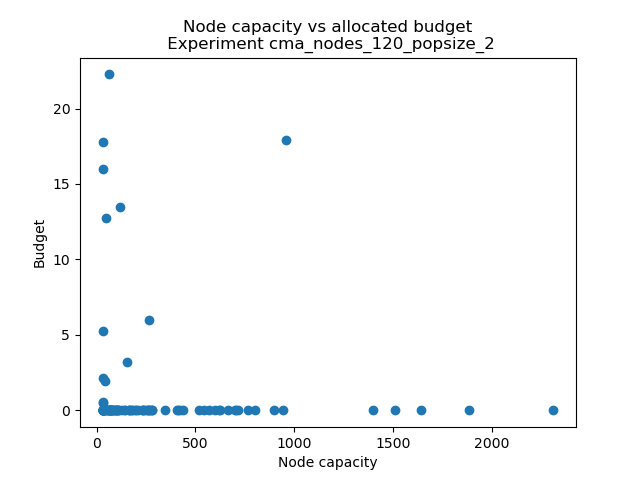 Node capacity vs allocated budget
Experiment cma_nodes_120_popsize_2
20
15
10
5
0
Budget
0 500 1000 1500 2000
Node capacity